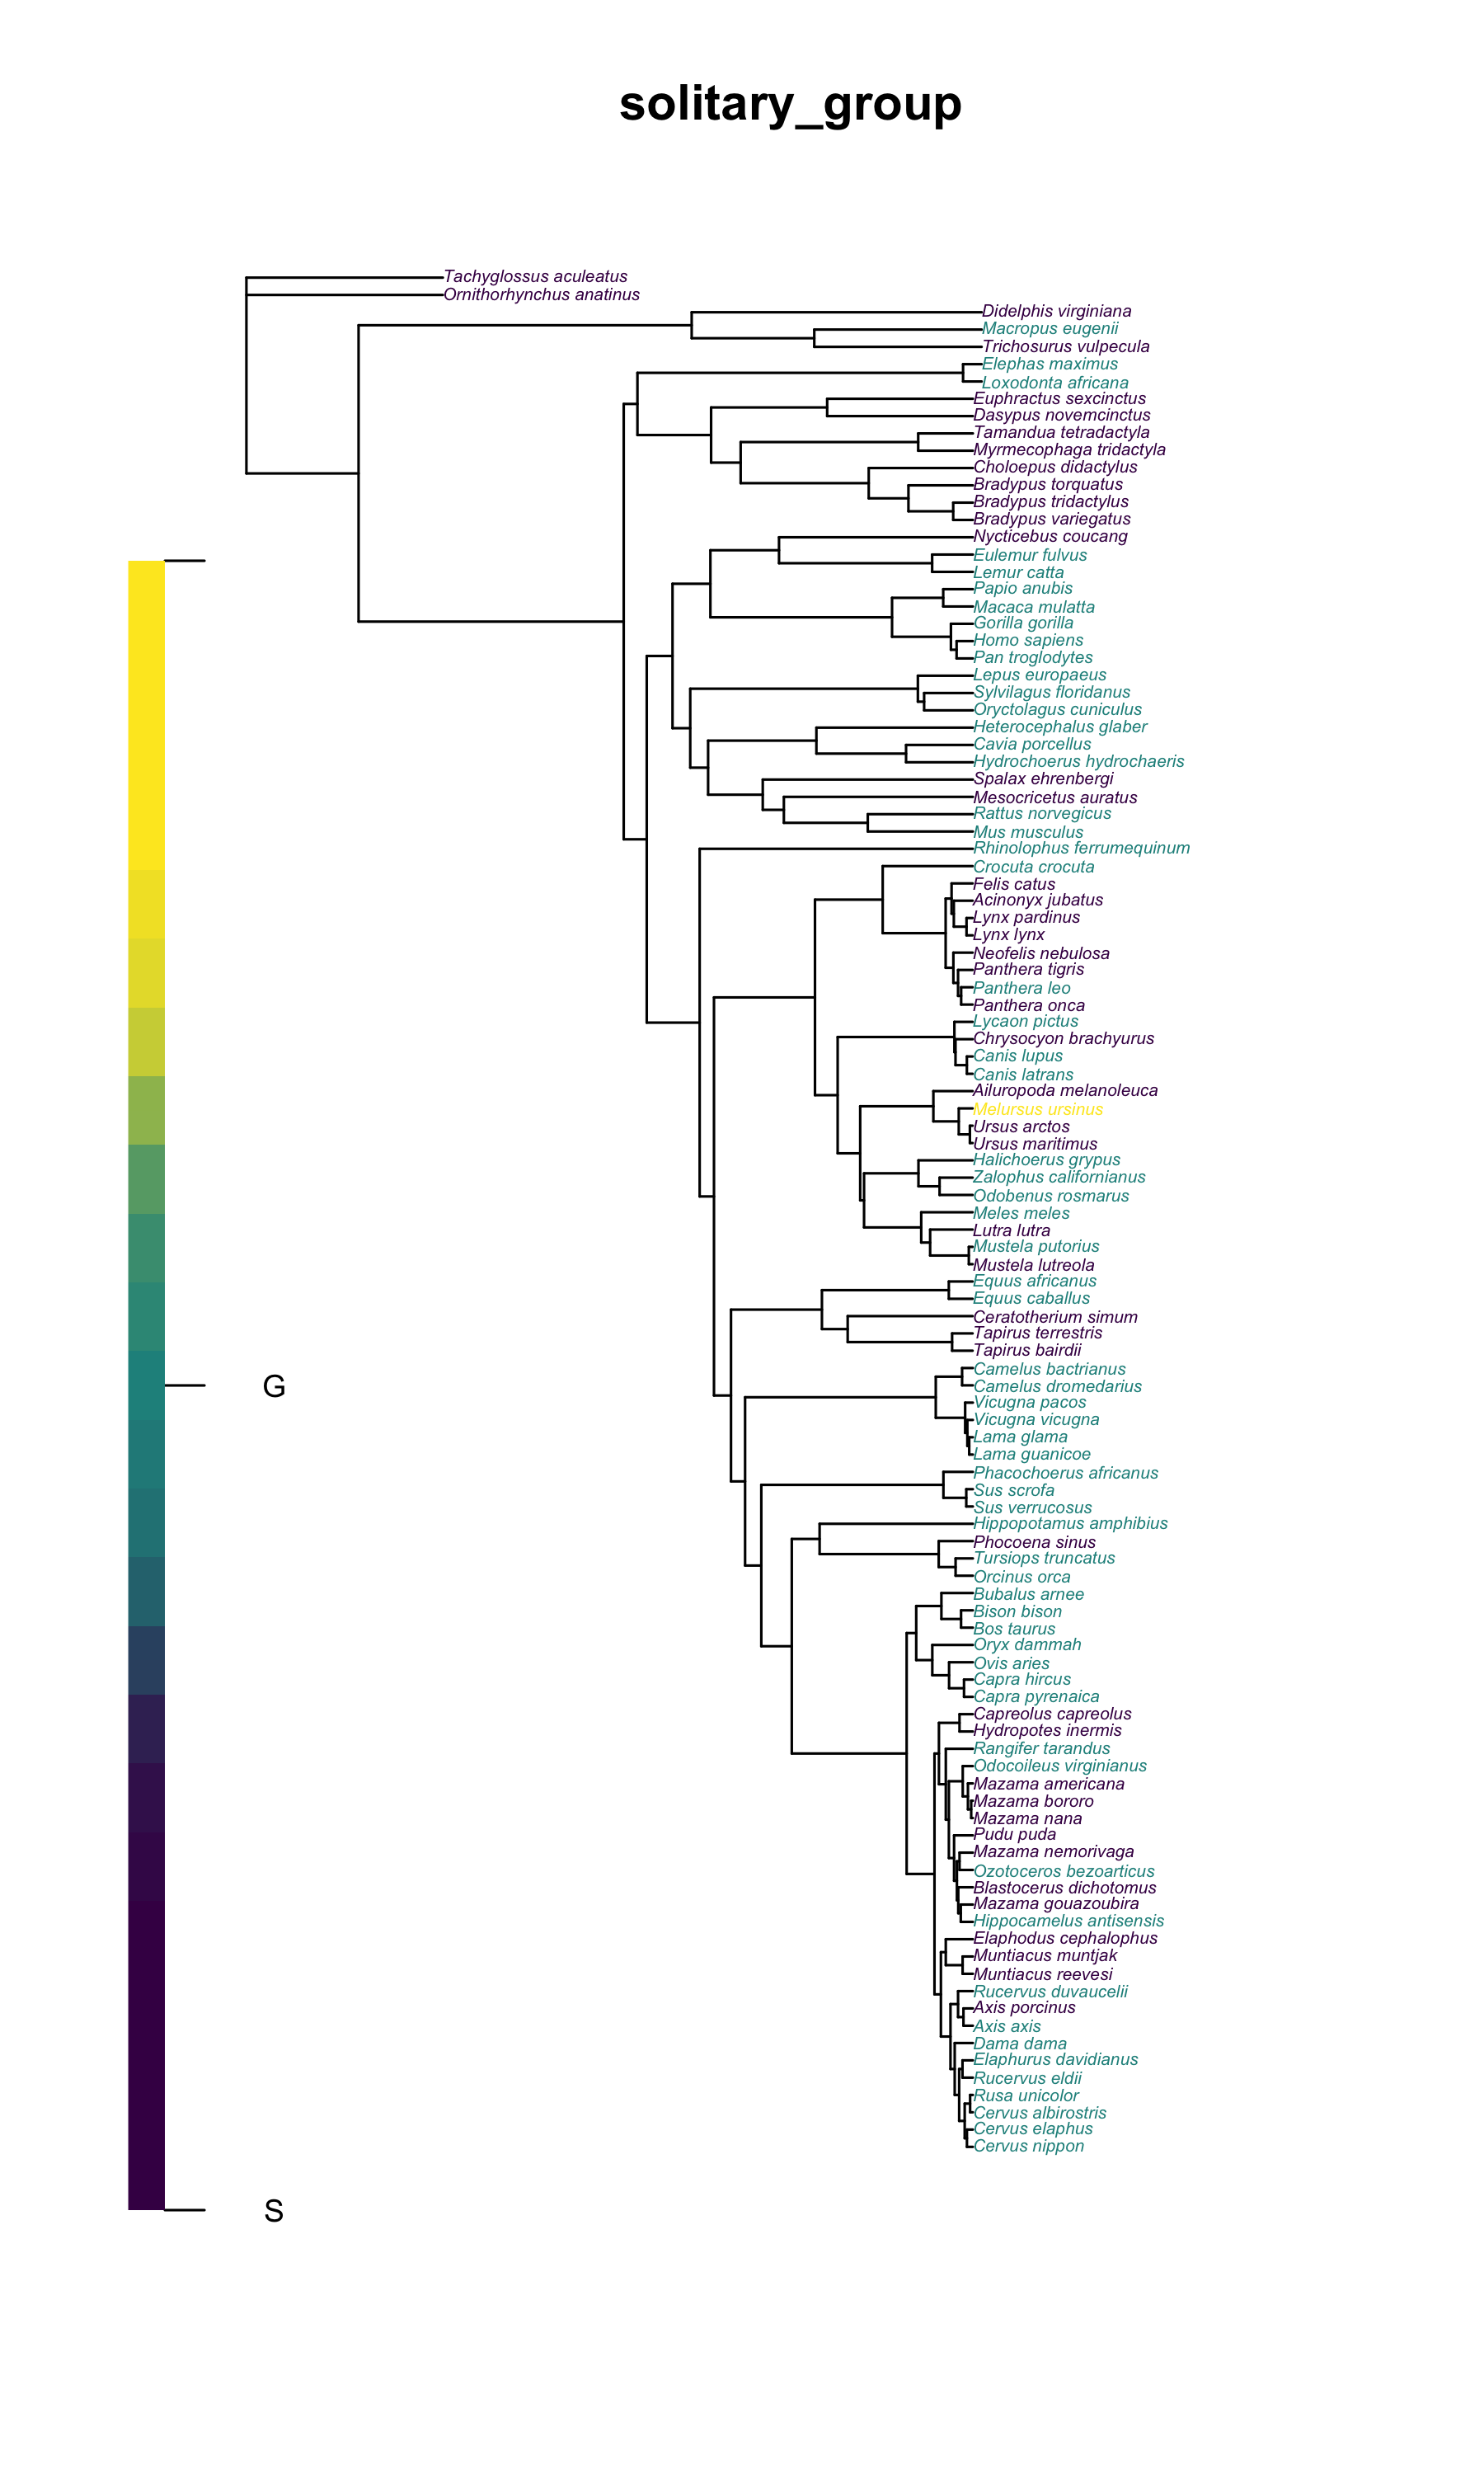 solitary_group
Tachyglossus aculeatus
Ornithorhynchus anatinus
Didelphis virginiana
Macropus eugenii
Trichosurus vulpecula
Elephas maximus
Loxodonta africana
Euphractus sexcinctus
Dasypus novemcinctus
Tamandua tetradactyla
Myrmecophaga tridactyla
Choloepus didactylus
Bradypus torquatus
Bradypus tridactylus
Bradypus variegatus
Nycticebus coucang
Eulemur fulvus
Lemur catta
Papio anubis
Macaca mulatta
Gorilla gorilla
Homo sapiens
Pan troglodytes
Lepus europaeus
Sylvilagus floridanus
Oryctolagus cuniculus
Heterocephalus glaber
Cavia porcellus
Hydrochoerus hydrochaeris
Spalax ehrenbergi
Mesocricetus auratus
Rattus norvegicus
Mus musculus
Rhinolophus ferrumequinum
Crocuta crocuta
Felis catus
Acinonyx jubatus
Lynx pardinus
Lynx lynx
Neofelis nebulosa
Panthera tigris
Panthera leo
Panthera onca
Lycaon pictus
Chrysocyon brachyurus
Canis lupus
Canis latrans
Ailuropoda melanoleuca
Melursus ursinus
Ursus arctos
Ursus maritimus
Halichoerus grypus
Zalophus californianus
Odobenus rosmarus
Meles meles
Lutra lutra
Mustela putorius
Mustela lutreola
Equus africanus
Equus caballus
Ceratotherium simum
Tapirus terrestris
Tapirus bairdii
Camelus bactrianus
Camelus dromedarius
G
Vicugna pacos
Vicugna vicugna
Lama glama
Lama guanicoe
Phacochoerus africanus
Sus scrofa
Sus verrucosus
Hippopotamus amphibius
Phocoena sinus
Tursiops truncatus
Orcinus orca
Bubalus arnee
Bison bison
Bos taurus
Oryx dammah
Ovis aries
Capra hircus
Capra pyrenaica
Capreolus capreolus
Hydropotes inermis
Rangifer tarandus
Odocoileus virginianus
Mazama americana
Mazama bororo
Mazama nana
Pudu puda
Mazama nemorivaga
Ozotoceros bezoarticus
Blastocerus dichotomus
Mazama gouazoubira
Hippocamelus antisensis
Elaphodus cephalophus
Muntiacus muntjak
Muntiacus reevesi
Rucervus duvaucelii
Axis porcinus
Axis axis
Dama dama
Elaphurus davidianus
Rucervus eldii
Rusa unicolor
Cervus albirostris
Cervus elaphus
Cervus nippon
S